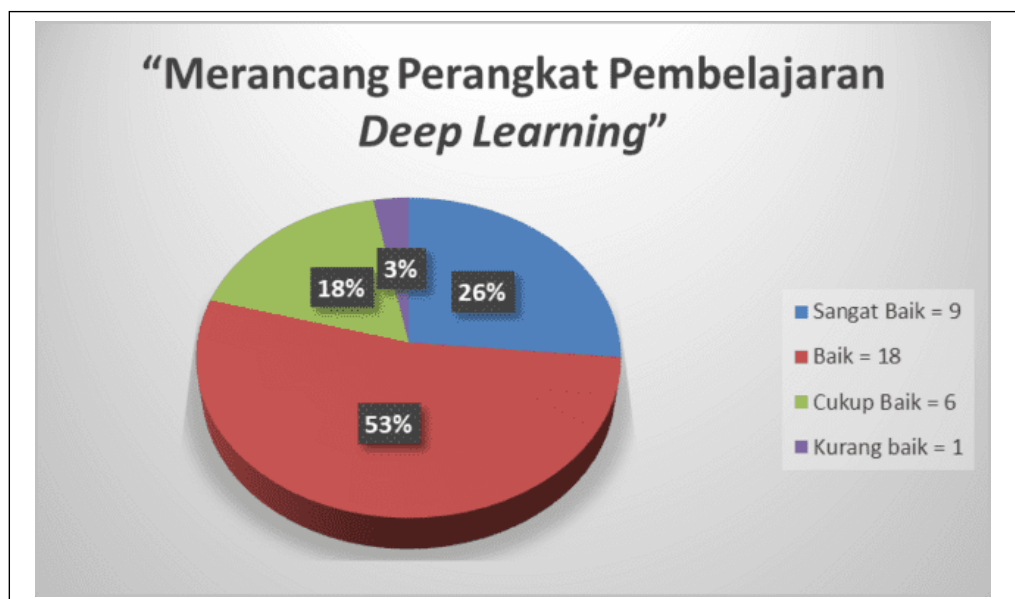 “Merancang Perangkat Pembelajaran
Deep Learning”
3%
18%
26%
53%
Sangat Baik = 9
Baik = 18
Cukup Baik = 6
Kurang baik = 1